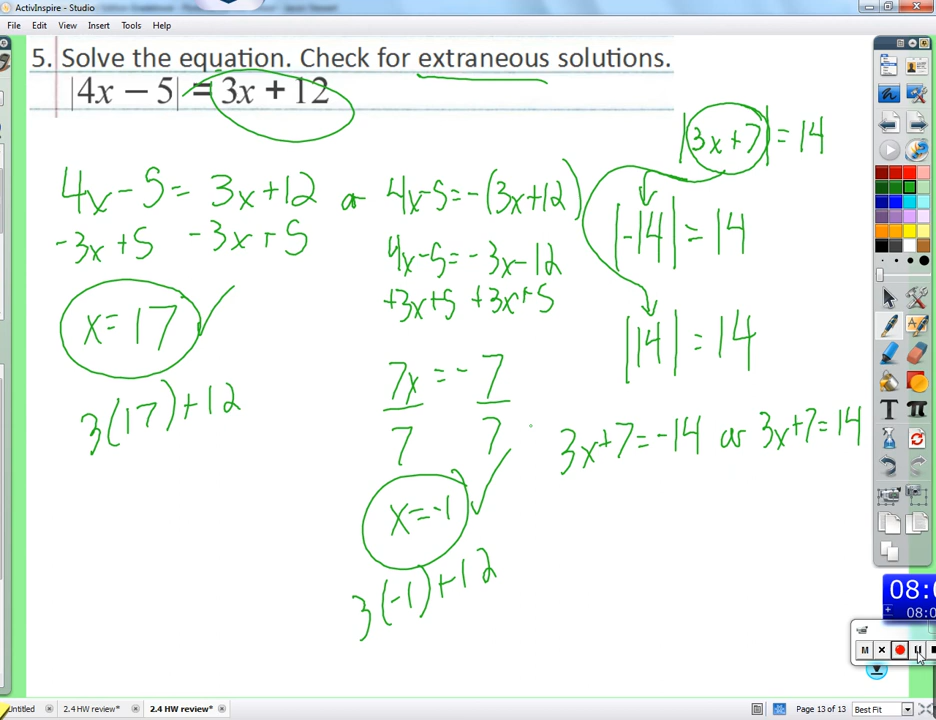 ActivInspire - Studio
File Edit View Insert Tools Help
5. Solve the equation. Check for extraneous solutions.
|4x − 5| = 3x + 12
|3x+7| = 14
4x-5 = 3x+12 or 4x-5=-(3x+12)
-3x+5 -3x+5
|-14| = 14
4x-5=-3x-12
+3x+5 +3x+5
x=17
|14| = 14
3(17)+12
7x = -7
7 7
3x+7=-14 or 3x+7=14
x=-1
3(-1)+12
08:0
08:0
M
Untitled 2.4 HW review* 2.4 HW review*
Page 13 of 13 Best Fit